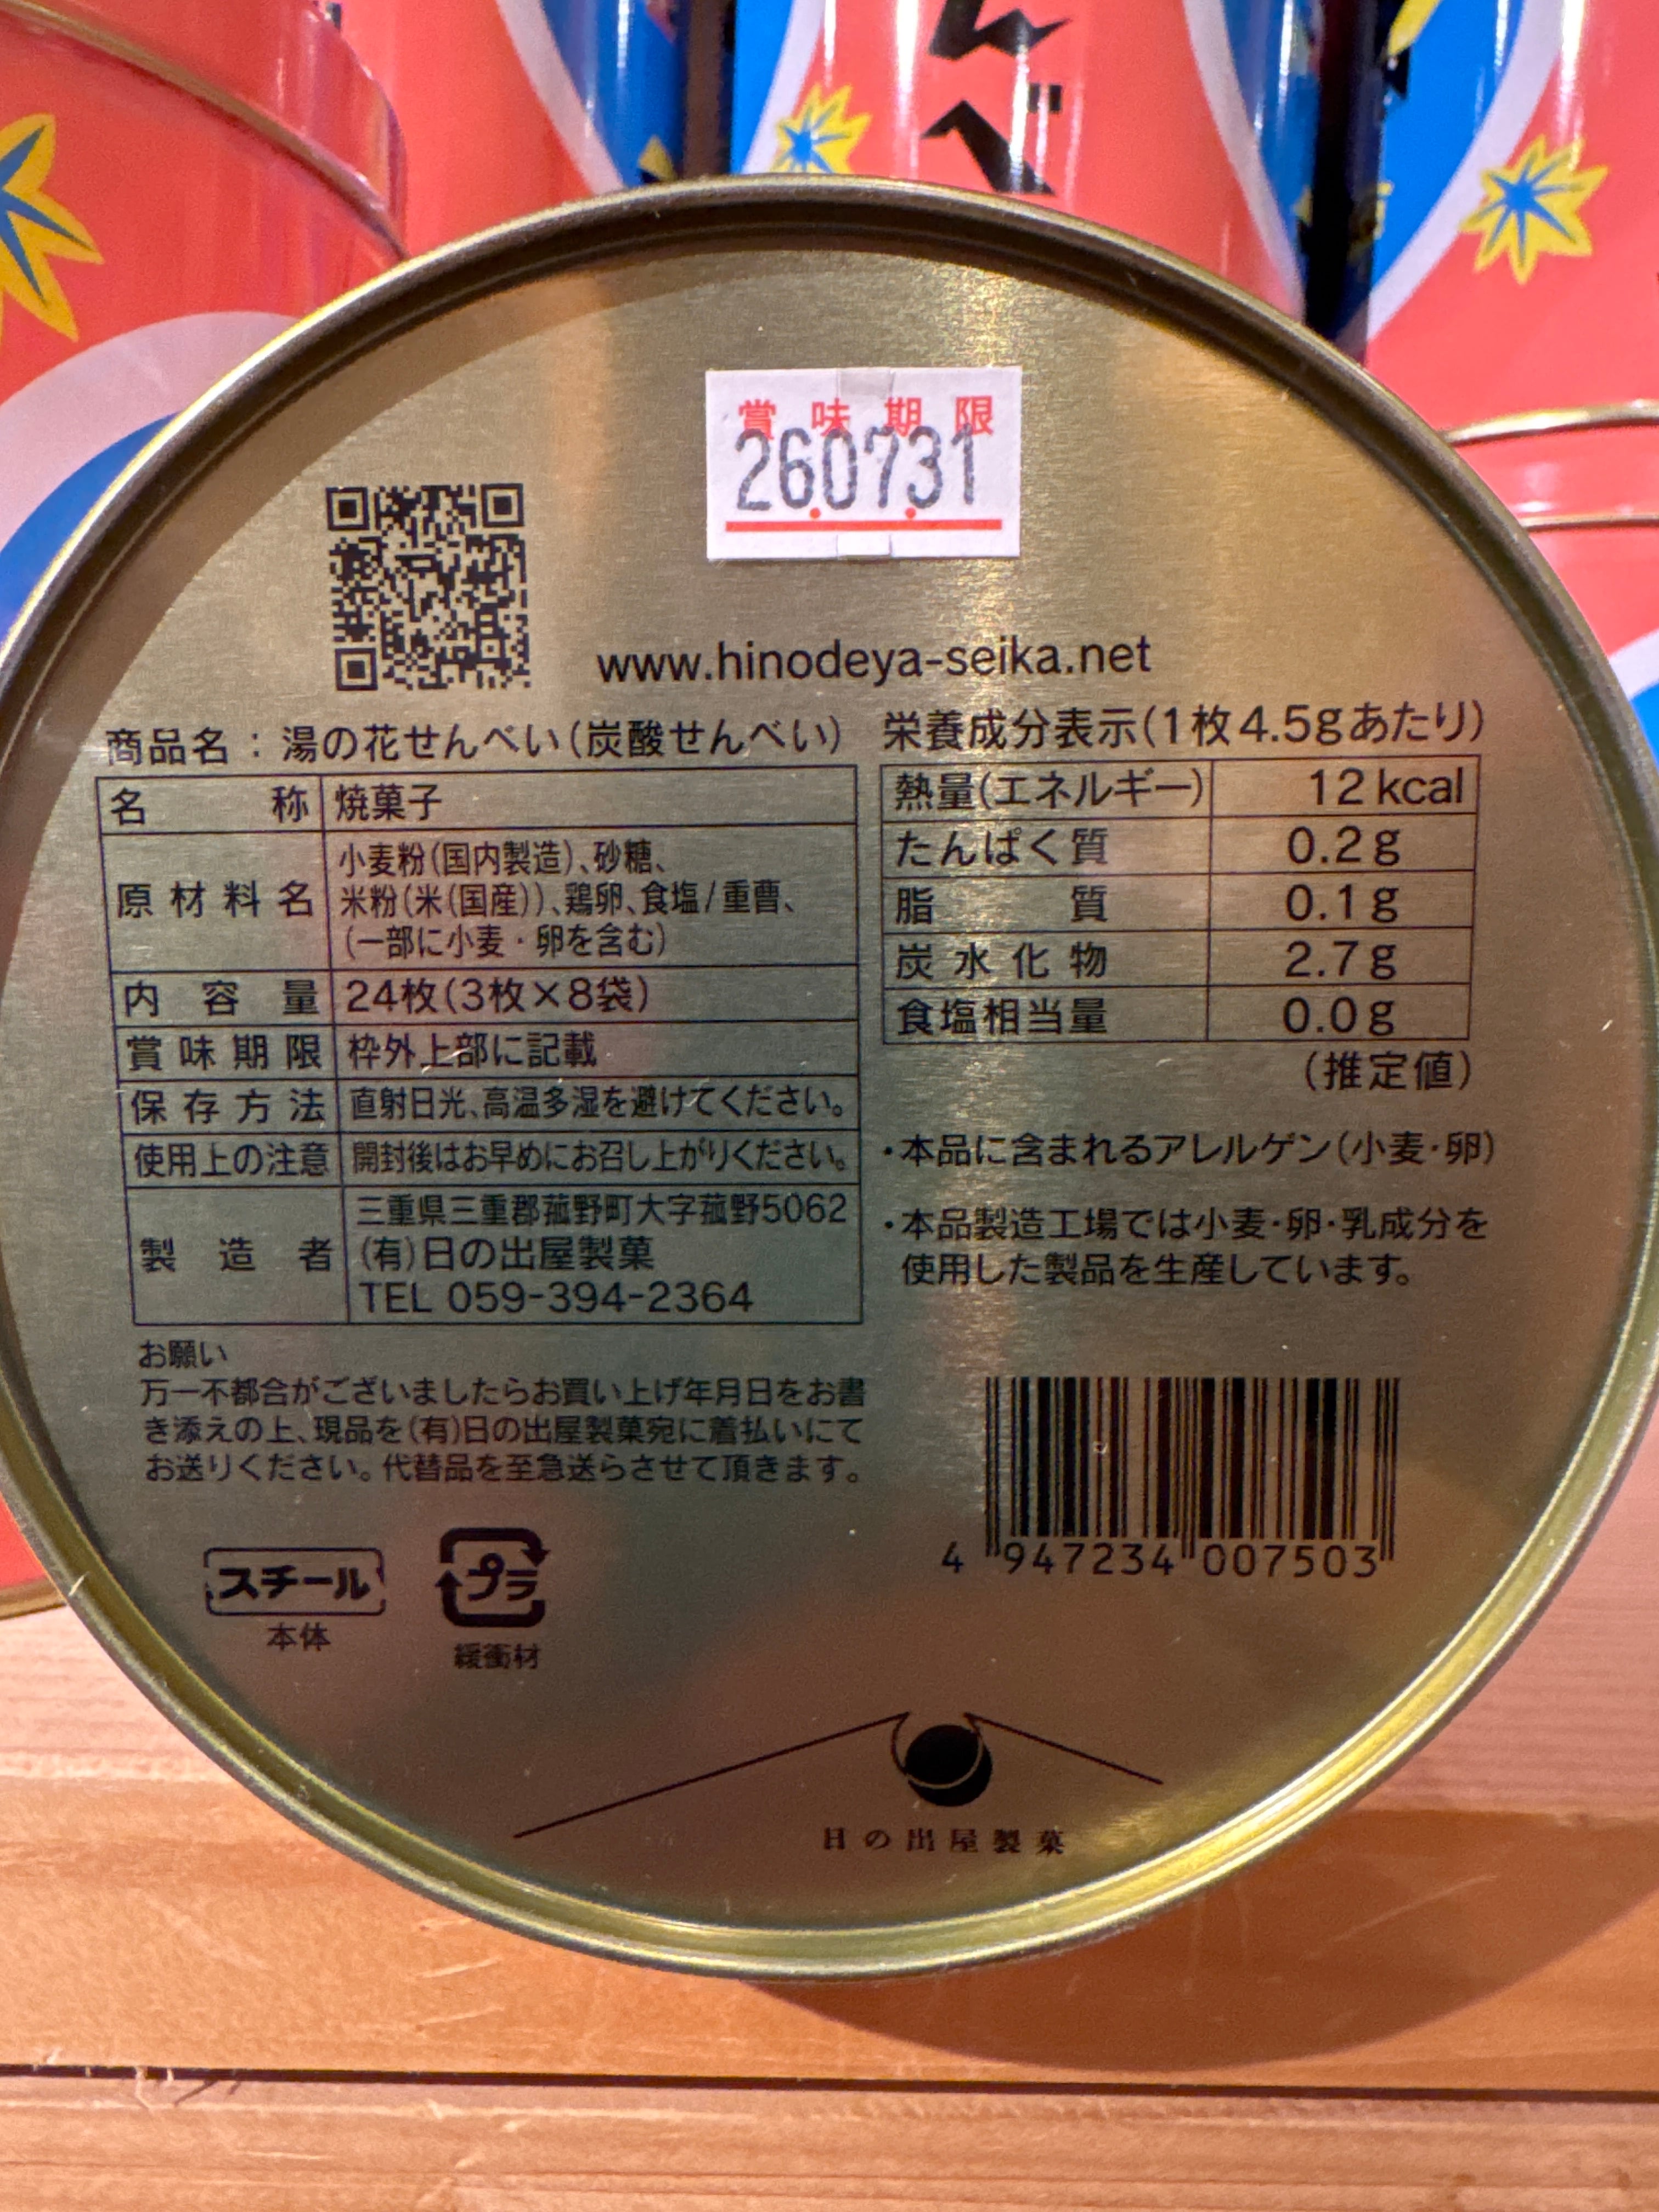 んべ
賞味期限
260731
www.hinodeya-seika.net
商品名：湯の花せんべい（炭酸せんべい）
名称 焼菓子
原材料名 小麦粉（国内製造）、砂糖、
米粉（米（国産））、鶏卵、食塩/重曹、
（一部に小麦・卵を含む）
内容量 24枚（3枚×8袋）
賞味期限 枠外上部に記載
保存方法 直射日光、高温多湿を避けてください。
使用上の注意 開封後はお早めにお召し上がりください。
製造者 三重県三重郡菰野町大字菰野5062
(有)日の出屋製菓
TEL 059-394-2364
お願い
万一不都合がございましたらお買い上げ年月日をお書
き添えの上、現品を(有)日の出屋製菓宛に着払いにて
お送りください。代替品を至急送らさせて頂きます。
スチール
本体
プラ
緩衝材
栄養成分表示（1枚4.5gあたり）
熱量(エネルギー) 12kcal
たんぱく質 0.2g
脂質 0.1g
炭水化物 2.7g
食塩相当量 0.0g
（推定値）
・本品に含まれるアレルゲン（小麦・卵）
・本品製造工場では小麦・卵・乳成分を
使用した製品を生産しています。
4 947234 007503
日の出屋製菓